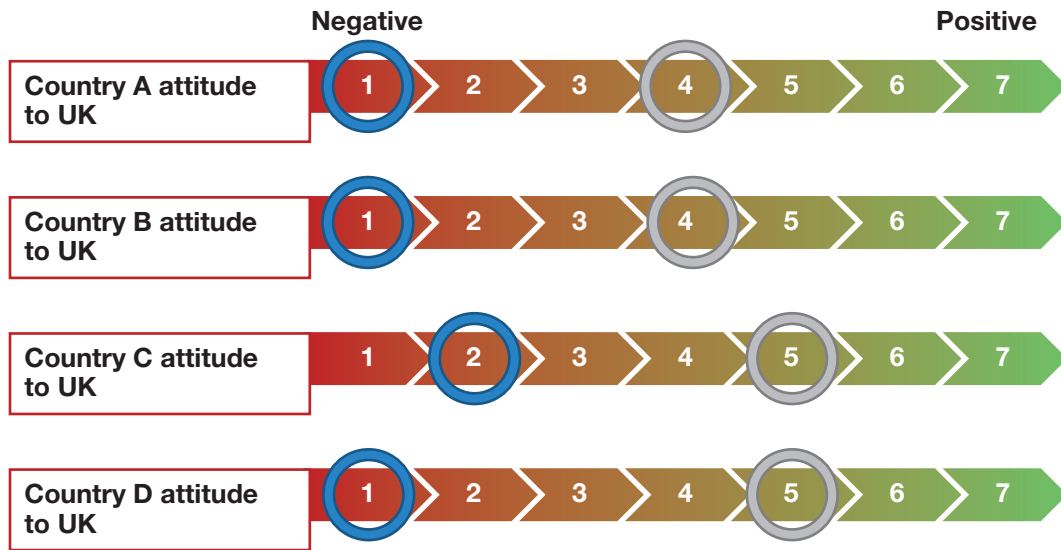 Negative Positive
Country A attitude
to UK
1 2 3 4 5 6 7
Country B attitude
to UK
1 2 3 4 5 6 7
Country C attitude
to UK
1 2 3 4 5 6 7
Country D attitude
to UK
1 2 3 4 5 6 7